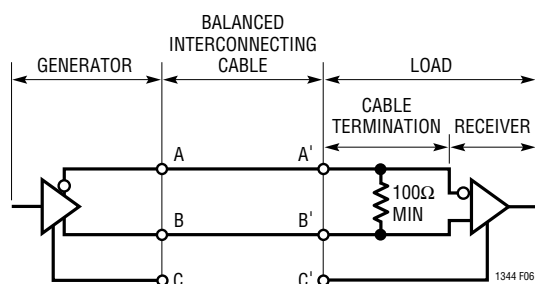 BALANCED
INTERCONNECTING
CABLE
GENERATOR
LOAD
CABLE
TERMINATION
RECEIVER
A
A'
100Ω
MIN
B
B'
C
C'
1344 F06